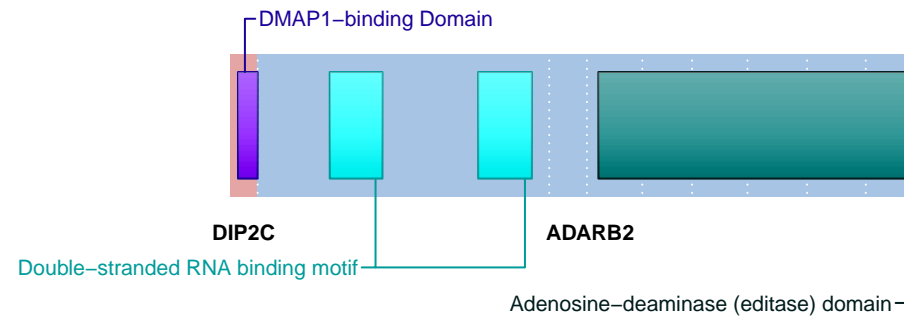 DMAP1−binding Domain
DIP2C
ADARB2
Double−stranded RNA binding motif
Adenosine−deaminase (editase) domain